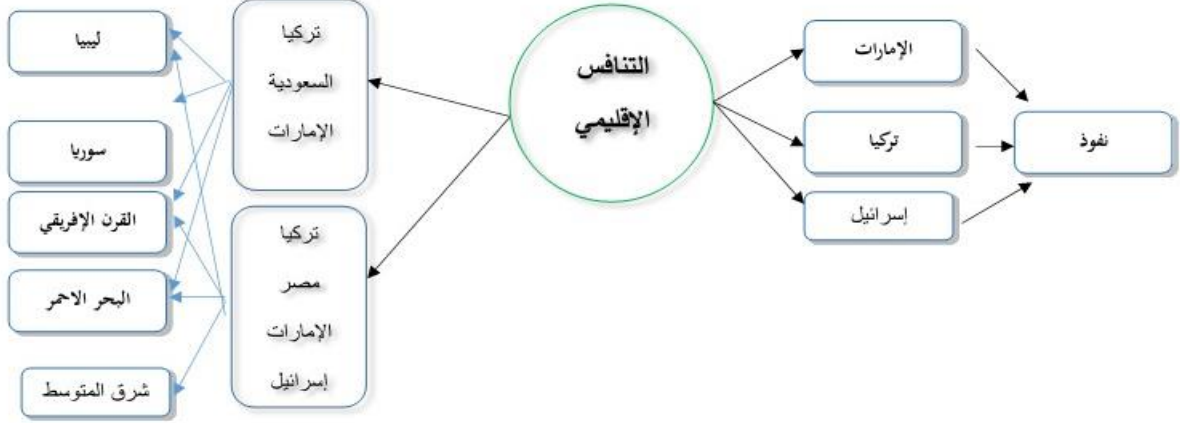 التنافس
الإقليمي
الإمارات
تركيا
إسرائيل
نفوذ
تركيا
السعودية
الإمارات
تركيا
مصر
الإمارات
إسرائيل
ليبيا
سوريا
القرن الإفريقي
البحر الاحمر
شرق المتوسط